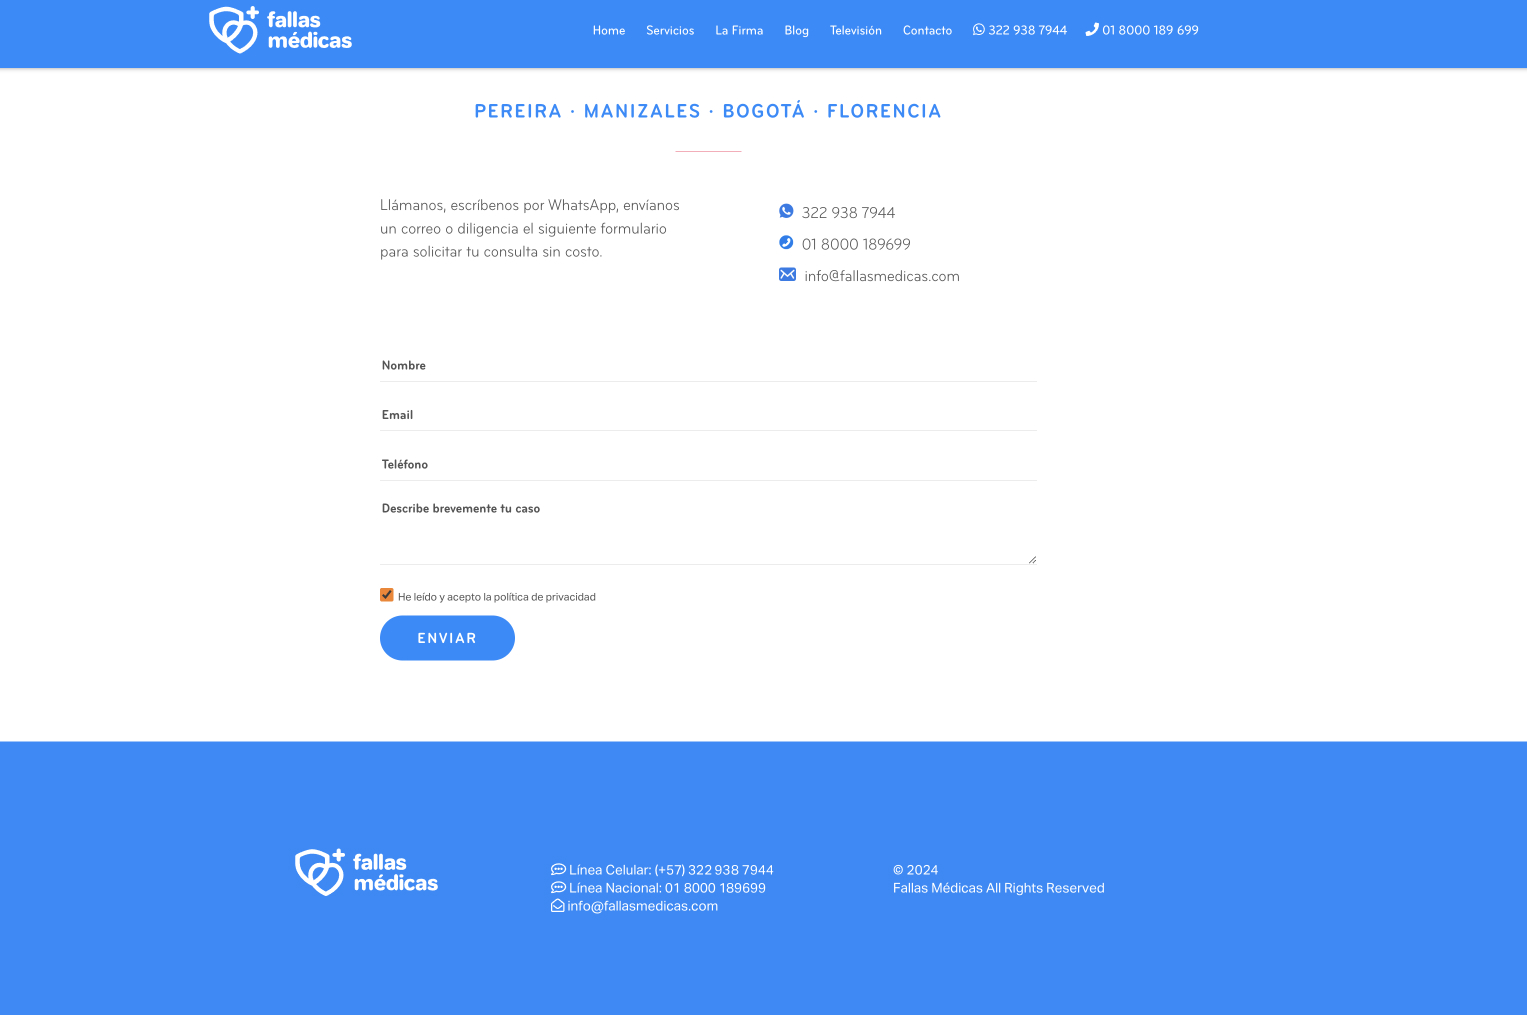 fallas
médicas
Home Servicios La Firma Blog Televisión Contacto 322 938 7944 01 8000 189 699
PEREIRA · MANIZALES · BOGOTÁ · FLORENCIA
Llámanos, escríbenos por WhatsApp, envíanos
un correo o diligencia el siguiente formulario
para solicitar tu consulta sin costo.
322 938 7944
01 8000 189699
info@fallasmedicas.com
Nombre
Email
Teléfono
Describe brevemente tu caso
He leído y acepto la política de privacidad
ENVIAR
fallas
médicas
Línea Celular: (+57) 322 938 7944
Línea Nacional: 01 8000 189699
info@fallasmedicas.com
© 2024
Fallas Médicas All Rights Reserved